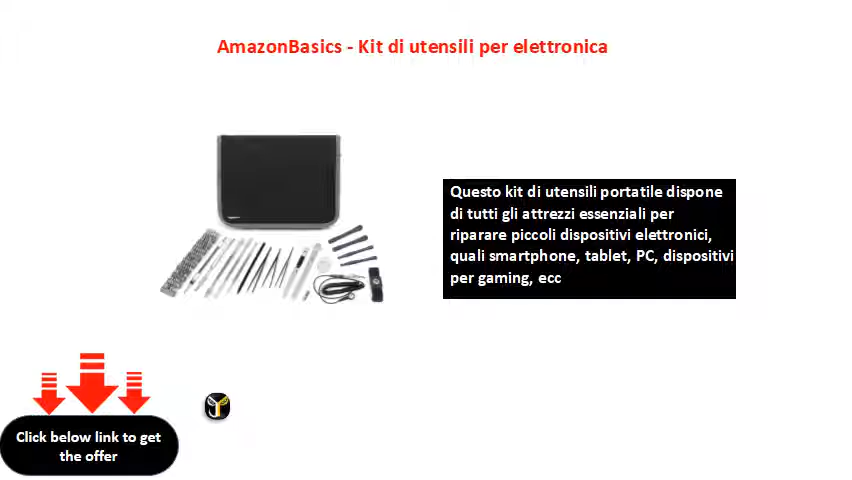 AmazonBasics - Kit di utensili per elettronica
Questo kit di utensili portatile dispone
di tutti gli attrezzi essenziali per
riparare piccoli dispositivi elettronici,
quali smartphone, tablet, PC, dispositivi
per gaming, ecc
Click below link to get
the offer